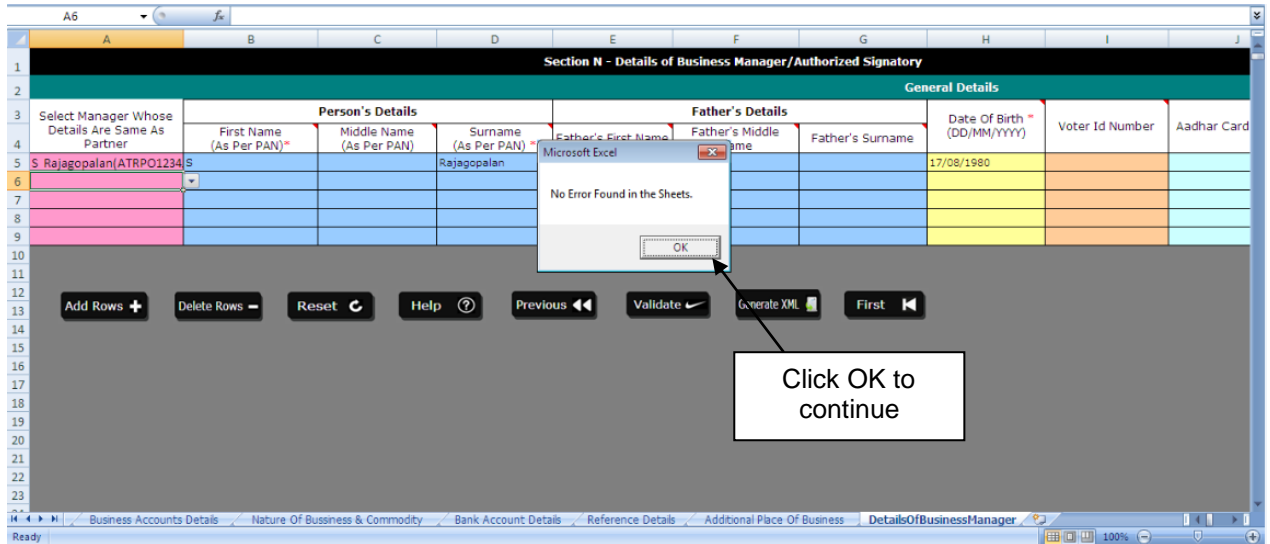 A6
fx
A B C D E F G H I J
1 Section N - Details of Business Manager/Authorized Signatory
2 General Details
3 Person's Details Father's Details
Select Manager Whose Details Are Same As Partner
4 First Name (As Per PAN)* Middle Name (As Per PAN) Surname (As Per PAN) * Father's First Name Father's Middle Father's Surname
Date Of Birth * (DD/MM/YYYY) Voter Id Number Aadhar Card
5 S Rajagopalan(ATRPO1234 S Rajagopalan 17/08/1980
6
7
8
9
10
11
12
13
14
15
16
17
18
19
20
21
22
23
Microsoft Excel
No Error Found in the Sheets.
OK
Add Rows Delete Rows Reset Help ? Previous Validate Generate XML First
Click OK to
continue
Business Accounts Details Nature Of Bussiness & Commodity Bank Account Details Reference Details Additional Place Of Business DetailsOfBusinessManager
Ready 100%